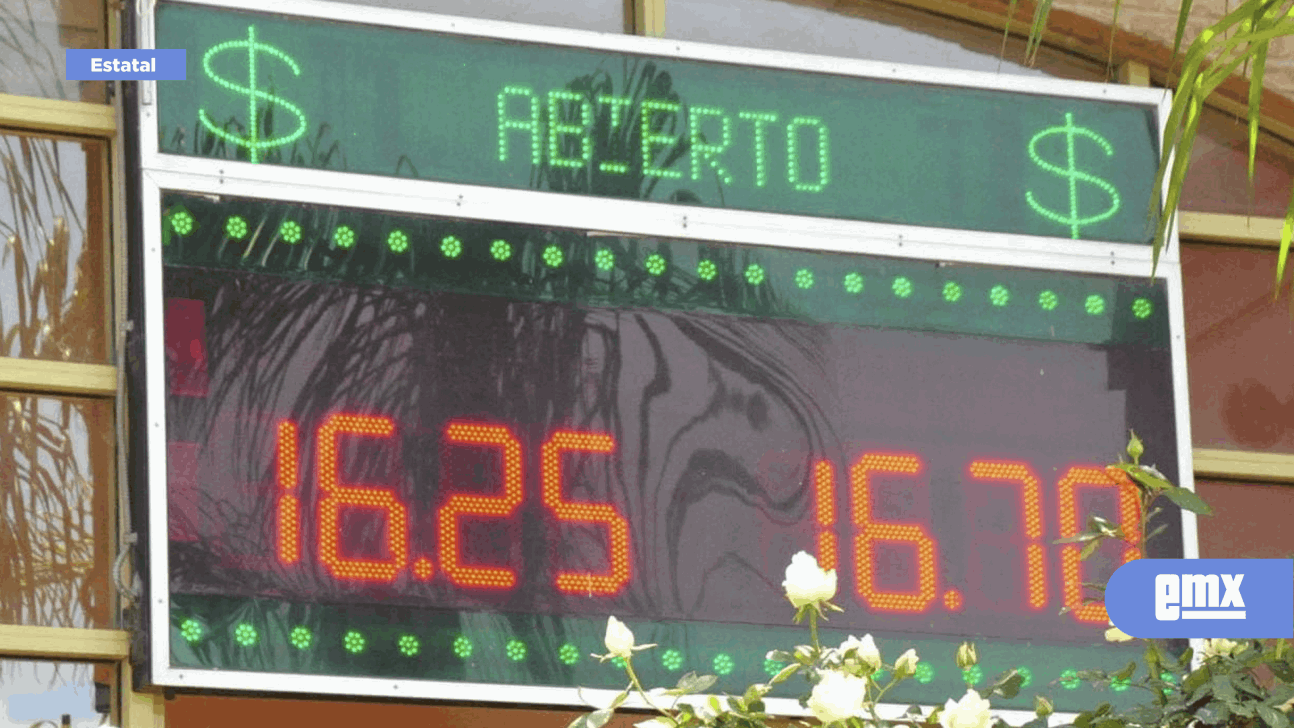 Estatal
$ ABIERTO $
16.25 16.70
emx